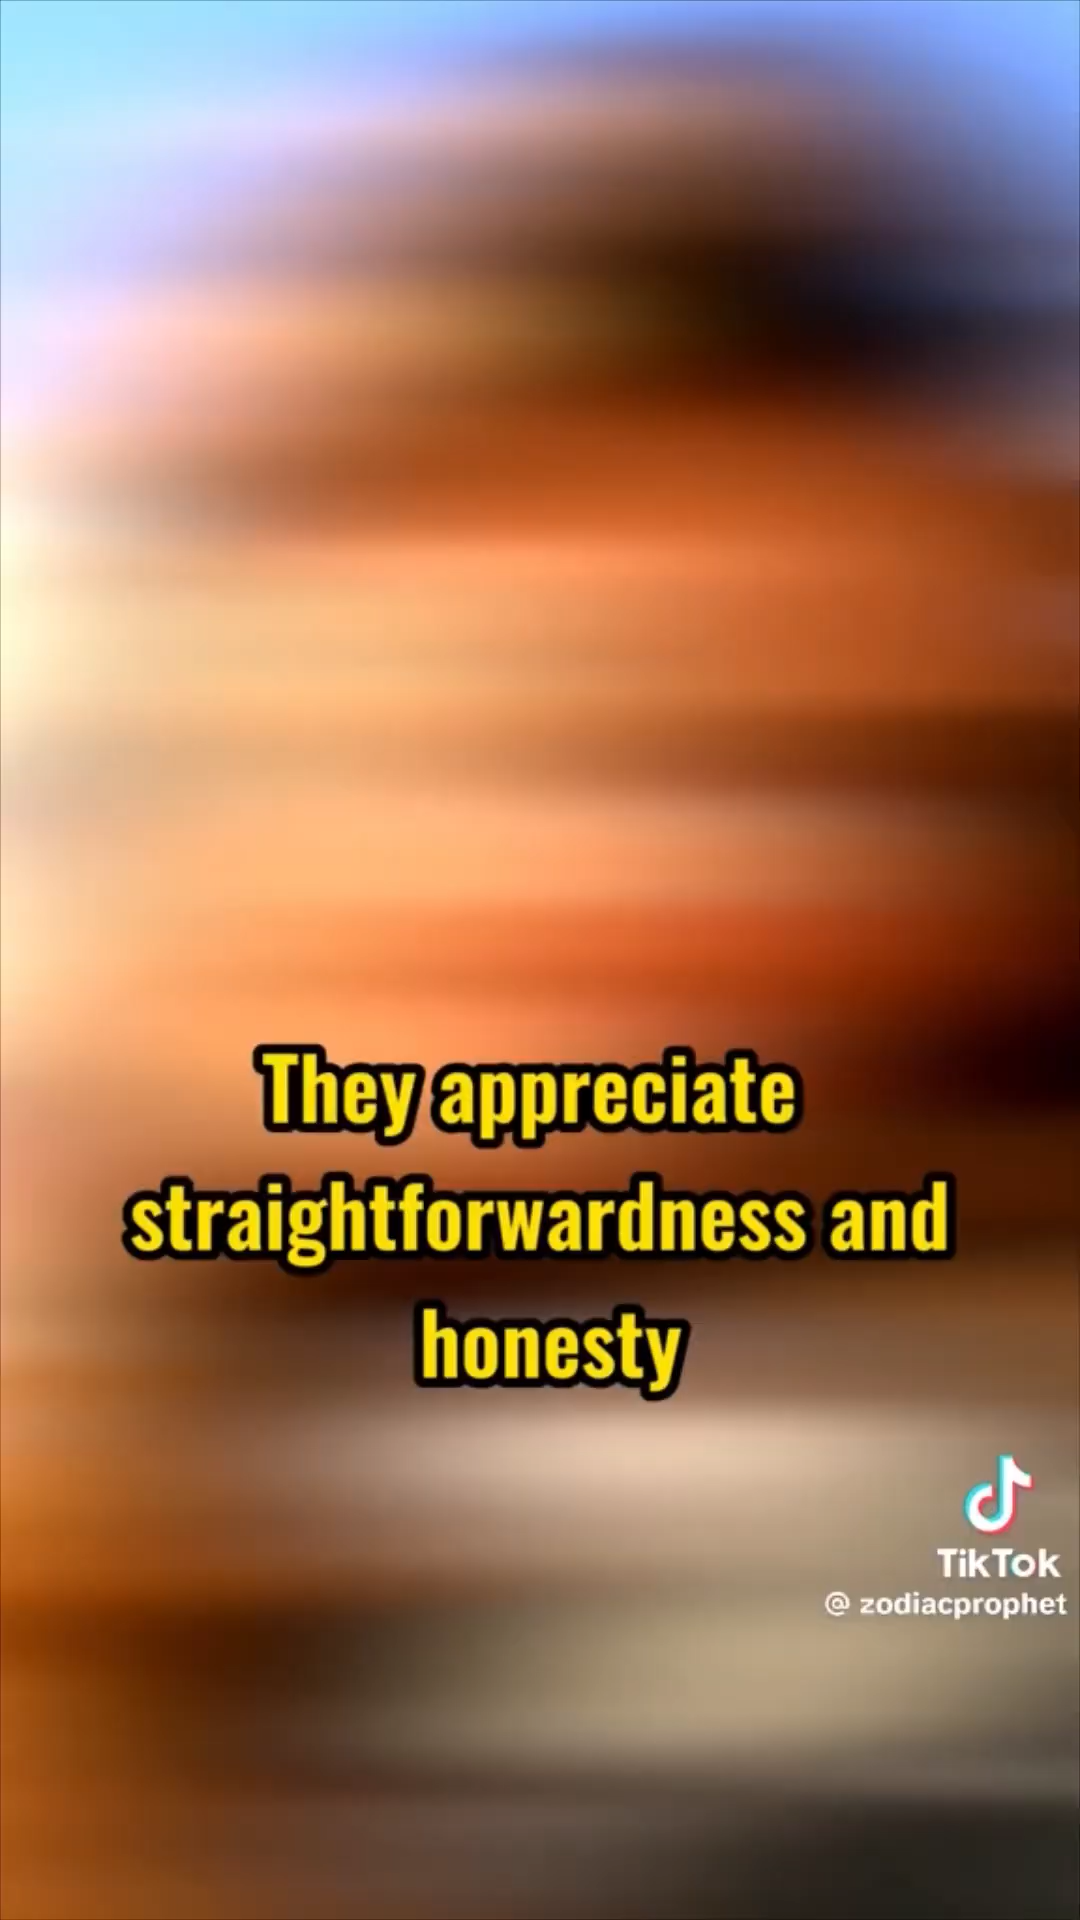 They appreciate
straightforwardness and
honesty
TikTok
@ zodiacprophet